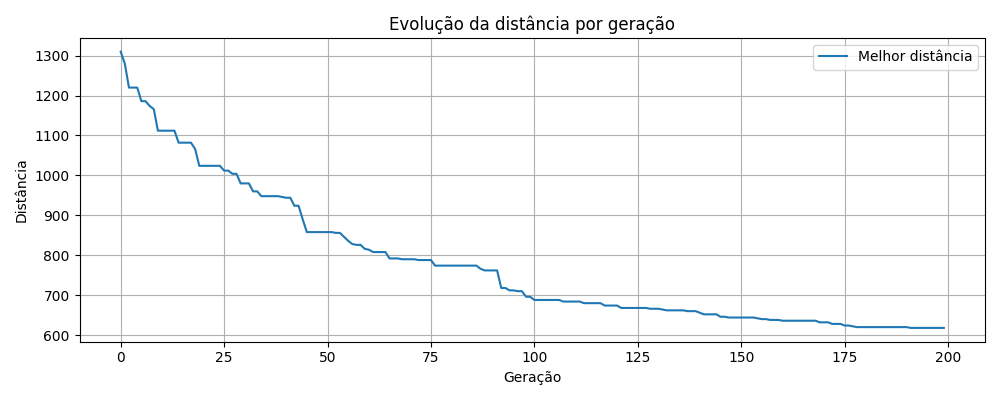 Evolução da distância por geração
Melhor distância
1300
1200
1100
1000
900
800
700
600
Distância
0 25 50 75 100 125 150 175 200
Geração